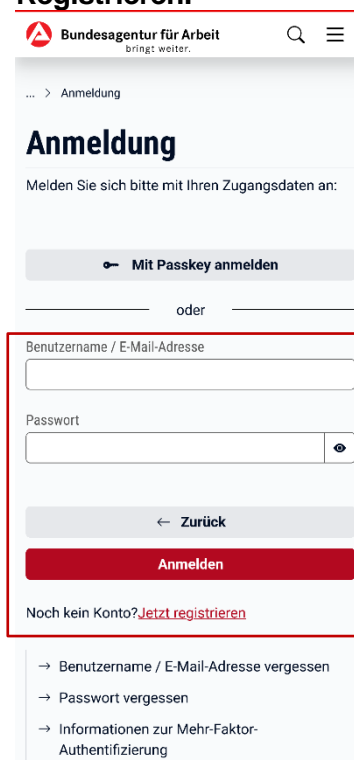 Registrieren.
Bundesagentur für Arbeit
bringt weiter.
... > Anmeldung
Anmeldung
Melden Sie sich bitte mit Ihren Zugangsdaten an:
Mit Passkey anmelden
oder
Benutzername / E-Mail-Adresse
Passwort
← Zurück
Anmelden
Noch kein Konto? Jetzt registrieren
→ Benutzername / E-Mail-Adresse vergessen
→ Passwort vergessen
→ Informationen zur Mehr-Faktor-
Authentifizierung